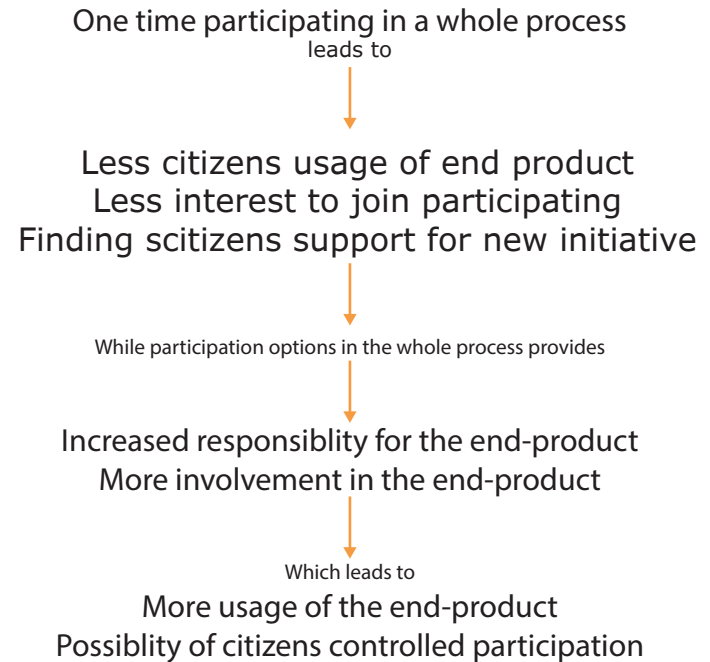 One time participating in a whole process
leads to
Less citizens usage of end product
Less interest to join participating
Finding scitizens support for new initiative
While participation options in the whole process provides
Increased responsiblity for the end-product
More involvement in the end-product
Which leads to
More usage of the end-product
Possiblity of citizens controlled participation